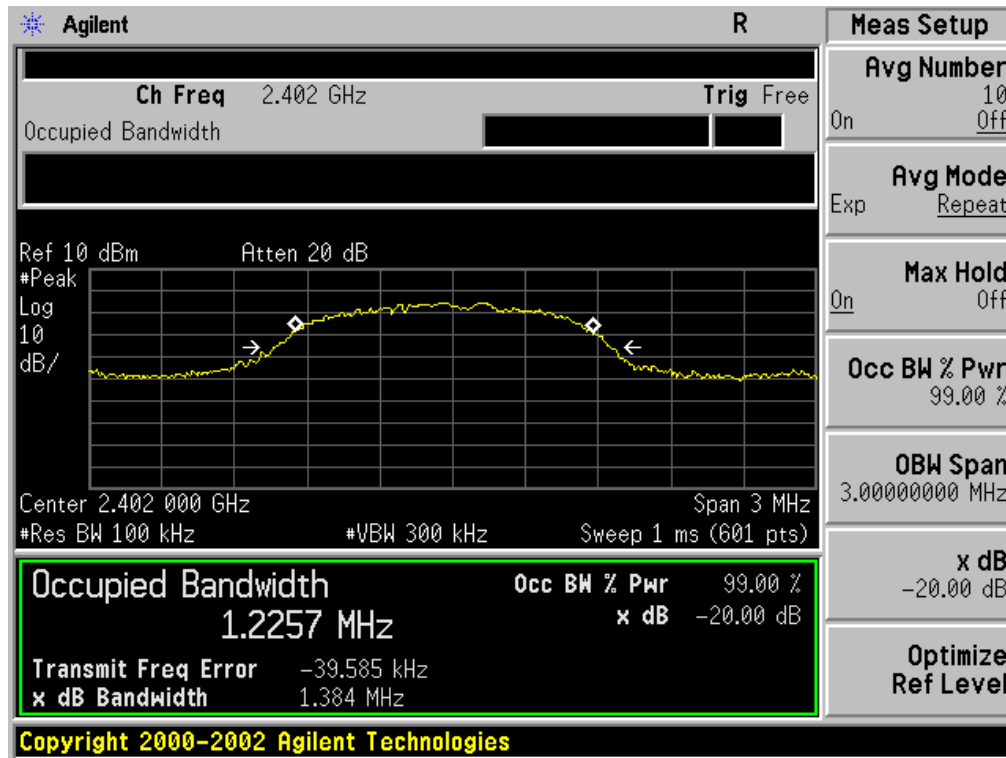 Agilent R
Ch Freq 2.402 GHz Trig Free
Occupied Bandwidth
Ref 10 dBm Atten 20 dB
#Peak
Log
10
dB/
Center 2.402 000 GHz Span 3 MHz
#Res BW 100 kHz #VBW 300 kHz Sweep 1 ms (601 pts)
Occupied Bandwidth
1.2257 MHz
Occ BW % Pwr 99.00 %
x dB -20.00 dB
Transmit Freq Error -39.585 kHz
x dB Bandwidth 1.384 MHz
Copyright 2000-2002 Agilent Technologies
Meas Setup
Avg Number
10
On Off
Avg Mode
Exp Repeat
Max Hold
On Off
Occ BW % Pwr
99.00 %
OBW Span
3.00000000 MHz
x dB
-20.00 dB
Optimize
Ref Level